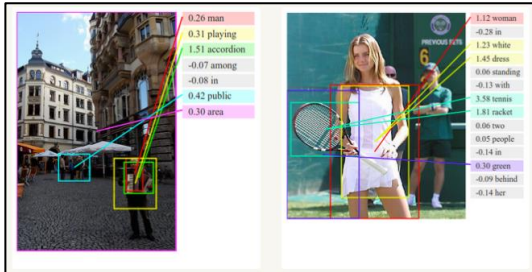 0.26 man
0.31 playing
1.51 accordion
-0.07 among
-0.08 in
0.42 public
0.30 area
PREVIOUS SETS
6
1.12 woman
-0.28 in
1.23 white
1.45 dress
0.06 standing
-0.13 with
3.58 tennis
1.81 racket
0.06 two
0.05 people
-0.14 in
0.30 green
-0.09 behind
-0.14 her